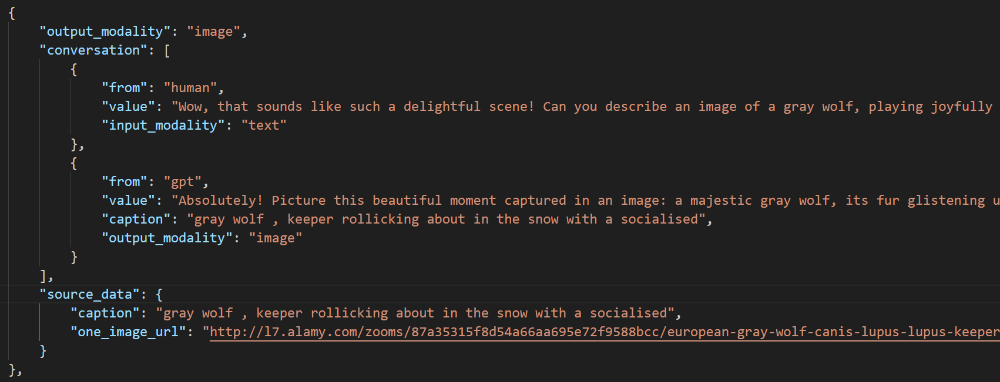 {
    "output_modality": "image",
    "conversation": [
        {
            "from": "human",
            "value": "Wow, that sounds like such a delightful scene! Can you describe an image of a gray wolf, playing joyfully
            "input_modality": "text"
        },
        {
            "from": "gpt",
            "value": "Absolutely! Picture this beautiful moment captured in an image: a majestic gray wolf, its fur glistening u
            "caption": "gray wolf , keeper rollicking about in the snow with a socialised",
            "output_modality": "image"
        }
    ],
    "source_data": {
        "caption": "gray wolf , keeper rollicking about in the snow with a socialised",
        "one_image_url": "http://l7.alamy.com/zooms/87a35315f8d54a66aa695e72f9588bcc/european-gray-wolf-canis-lupus-lupus-keeper
    }
},